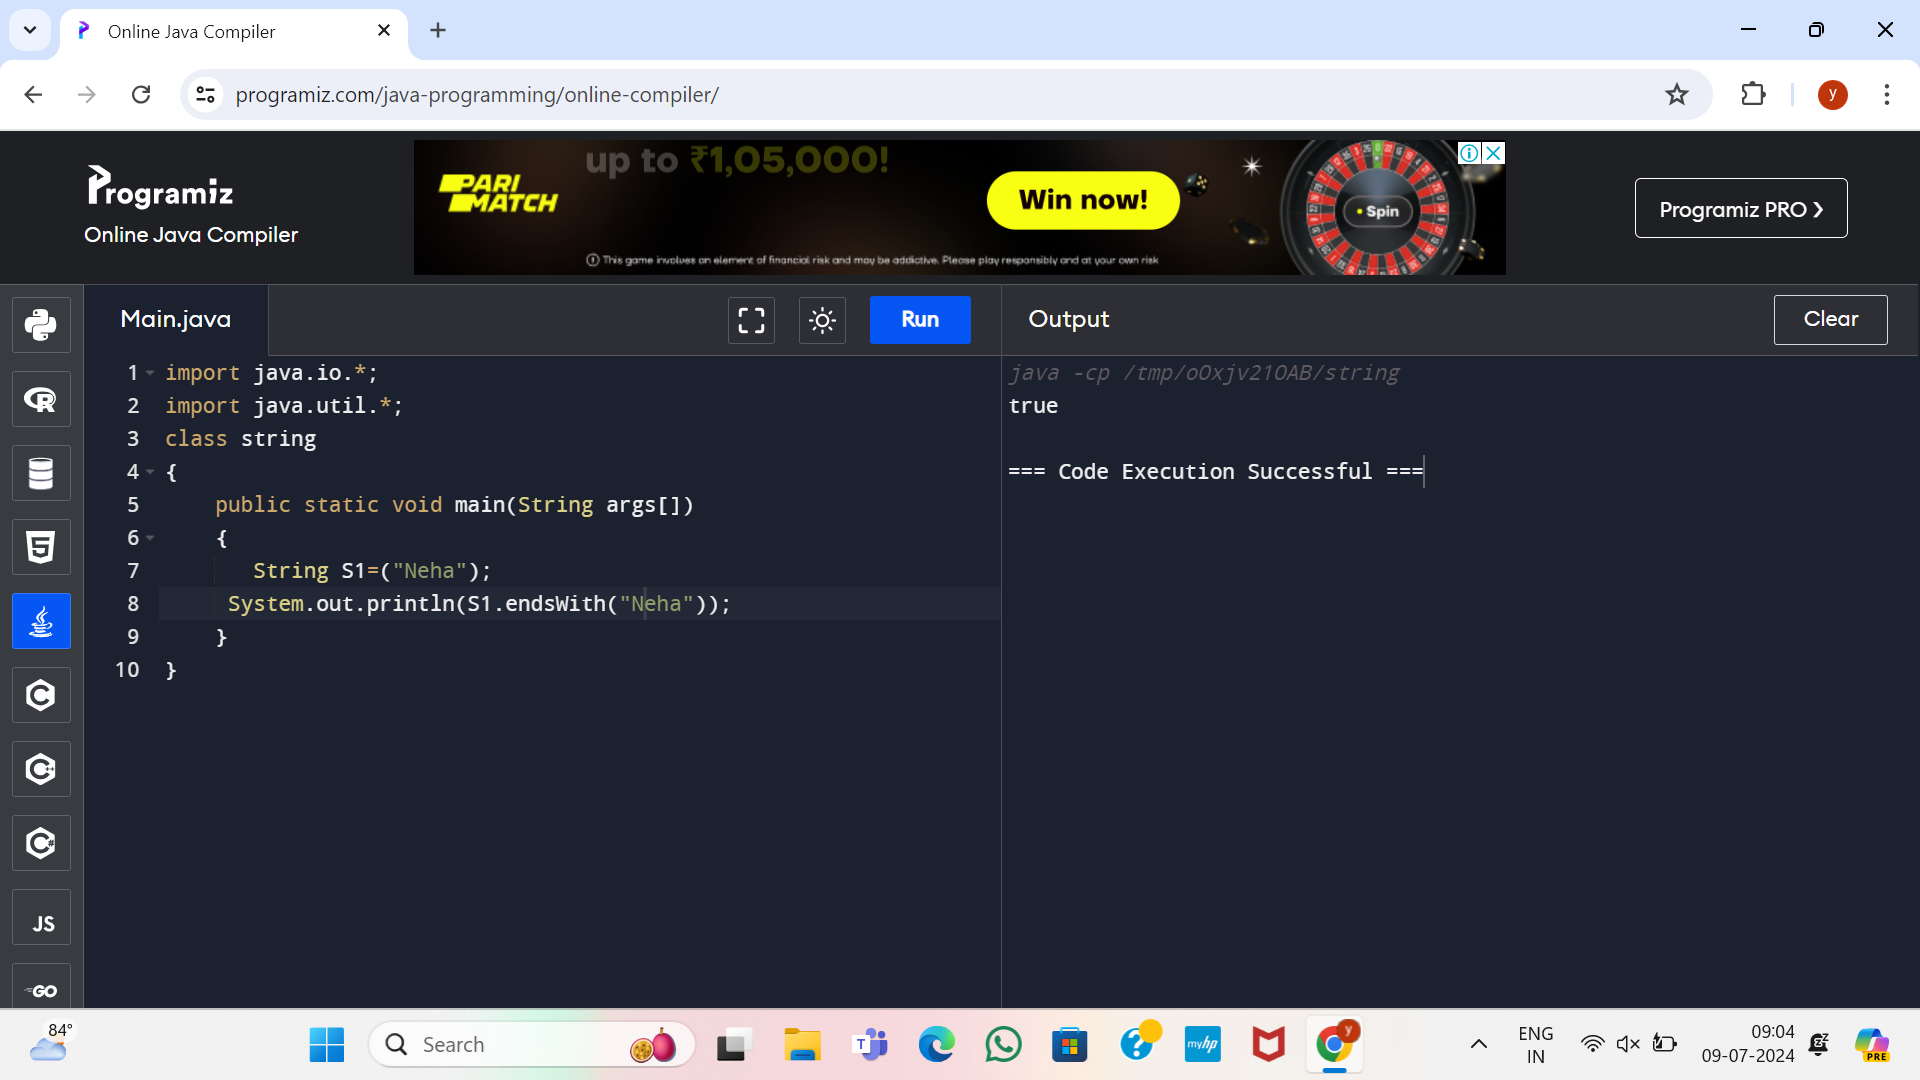 Online Java Compiler
programiz.com/java-programming/online-compiler/
y
Programiz
Online Java Compiler
PARI MATCH
up to ₹1,05,000!
Win now!
Spin
This game involves an element of financial risk and may be addictive. Please play responsibly and at your own risk
Programiz PRO ❯
Main.java
Run
Output
Clear
1 import java.io.*;
2 import java.util.*;
3 class string
4 {
5     public static void main(String args[])
6     {
7        String S1=("Neha");
8      System.out.println(S1.endsWith("Neha"));
9     }
10 }
java -cp /tmp/oOxjv21OAB/string
true
=== Code Execution Successful ===
R
5
C
C++
C#
JS
GO
84°
Search
T
?
myhp
y
ENG
IN
09:04
09-07-2024
PRE